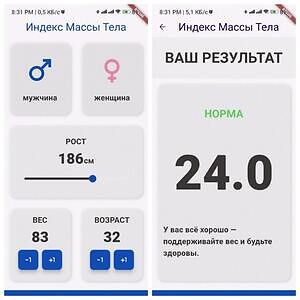 8:31 PM | 0,5 КБ/с
Индекс Массы Тела
мужчина
женщина
РОСТ
186см
ВЕС
83
-1 +1
ВОЗРАСТ
32
-1 +1
8:31 PM | 5,1 КБ/с
Индекс Массы Тела
ВАШ РЕЗУЛЬТАТ
НОРМА
24.0
У вас всё хорошо —
поддерживайте вес и будьте
здоровы.